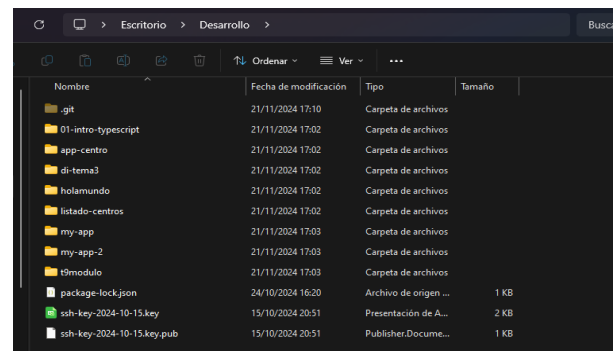 Escritorio > Desarrollo > Busca
Ordenar Ver ...
Nombre Fecha de modificación Tipo Tamaño
.git 21/11/2024 17:10 Carpeta de archivos
01-intro-typescript 21/11/2024 17:02 Carpeta de archivos
app-centro 21/11/2024 17:02 Carpeta de archivos
di-tema3 21/11/2024 17:02 Carpeta de archivos
holamundo 21/11/2024 17:02 Carpeta de archivos
listado-centros 21/11/2024 17:02 Carpeta de archivos
my-app 21/11/2024 17:03 Carpeta de archivos
my-app-2 21/11/2024 17:03 Carpeta de archivos
t9modulo 21/11/2024 17:03 Carpeta de archivos
package-lock.json 24/10/2024 16:20 Archivo de origen ... 1 KB
ssh-key-2024-10-15.key 15/10/2024 20:51 Presentación de A... 2 KB
ssh-key-2024-10-15.key.pub 15/10/2024 20:51 Publisher.Docume... 1 KB